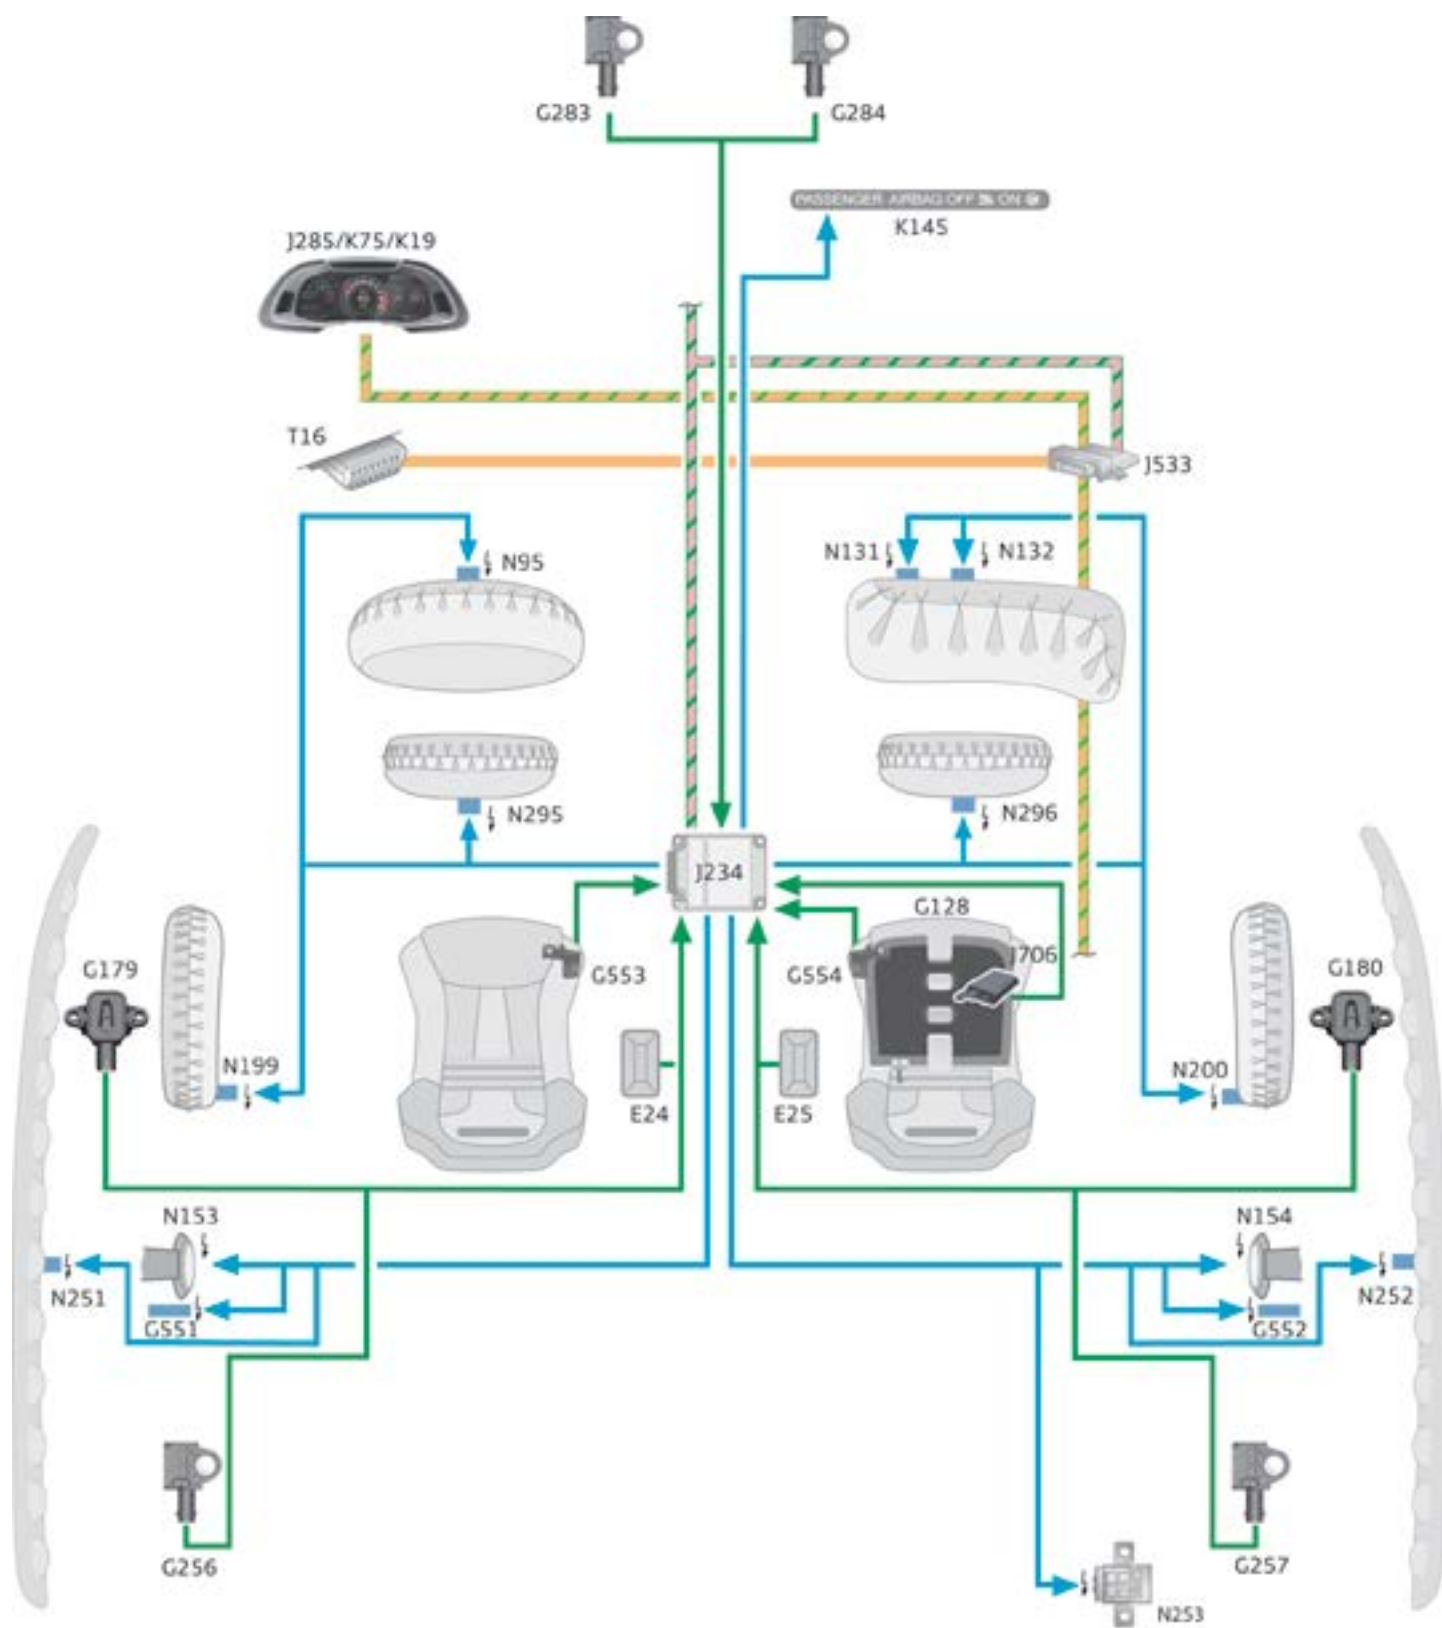 G283
G284
PASSENGER AIRBAG OFF ON
K145
J285/K75/K19
T16
J533
N95
N131
N132
N295
N296
J234
G128
J706
G179
G553
G554
G180
N199
N200
E24
E25
N153
N154
N251
N252
G551
G552
G256
G257
N253